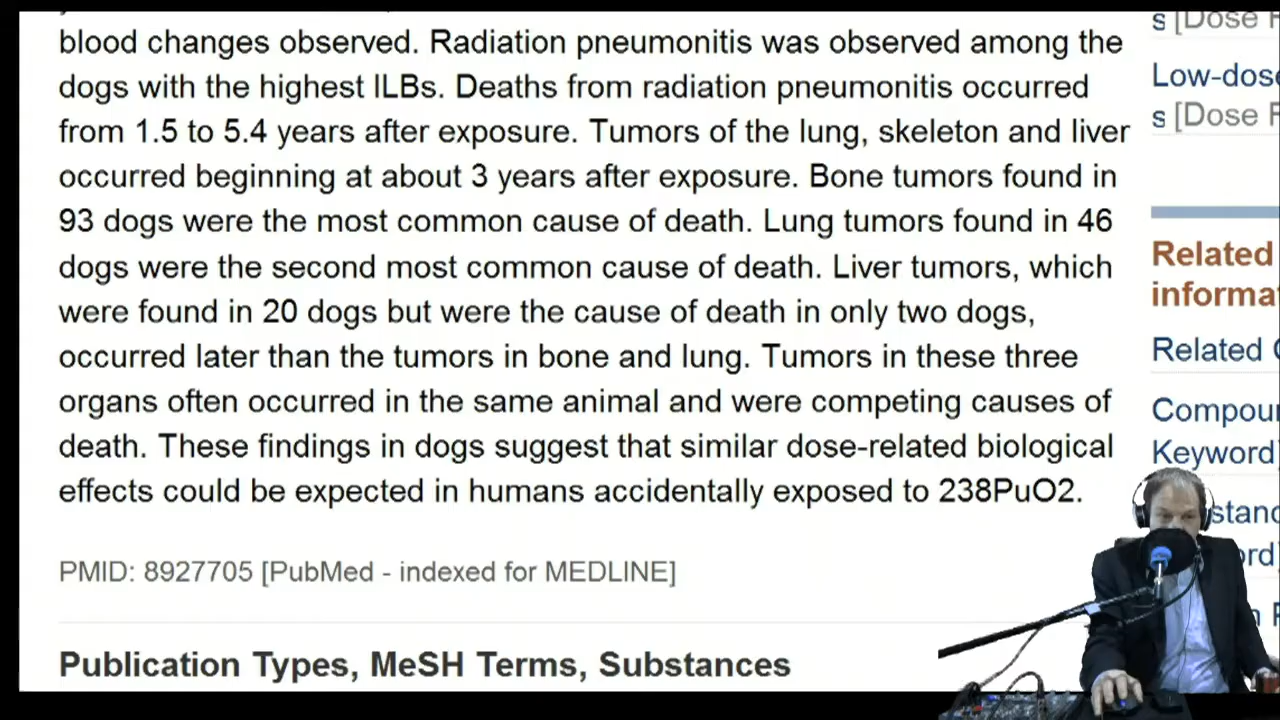 blood changes observed. Radiation pneumonitis was observed among the
dogs with the highest ILBs. Deaths from radiation pneumonitis occurred
from 1.5 to 5.4 years after exposure. Tumors of the lung, skeleton and liver
occurred beginning at about 3 years after exposure. Bone tumors found in
93 dogs were the most common cause of death. Lung tumors found in 46
dogs were the second most common cause of death. Liver tumors, which
were found in 20 dogs but were the cause of death in only two dogs,
occurred later than the tumors in bone and lung. Tumors in these three
organs often occurred in the same animal and were competing causes of
death. These findings in dogs suggest that similar dose-related biological
effects could be expected in humans accidentally exposed to 238PuO2.
PMID: 8927705 [PubMed - indexed for MEDLINE]
Publication Types, MeSH Terms, Substances
s [Dose
Low-dose
s [Dose
Related
informat
Related
Compoun
Keyword]